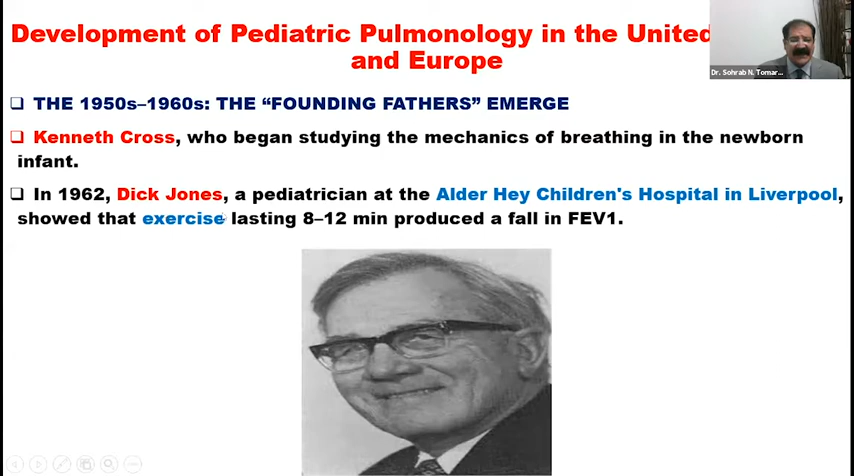 Development of Pediatric Pulmonology in the United
and Europe
Dr. Sohrab N. Tomar...
❑ THE 1950s–1960s: THE “FOUNDING FATHERS” EMERGE
❑ Kenneth Cross, who began studying the mechanics of breathing in the newborn
infant.
❑ In 1962, Dick Jones, a pediatrician at the Alder Hey Children's Hospital in Liverpool,
showed that exercise lasting 8–12 min produced a fall in FEV1.